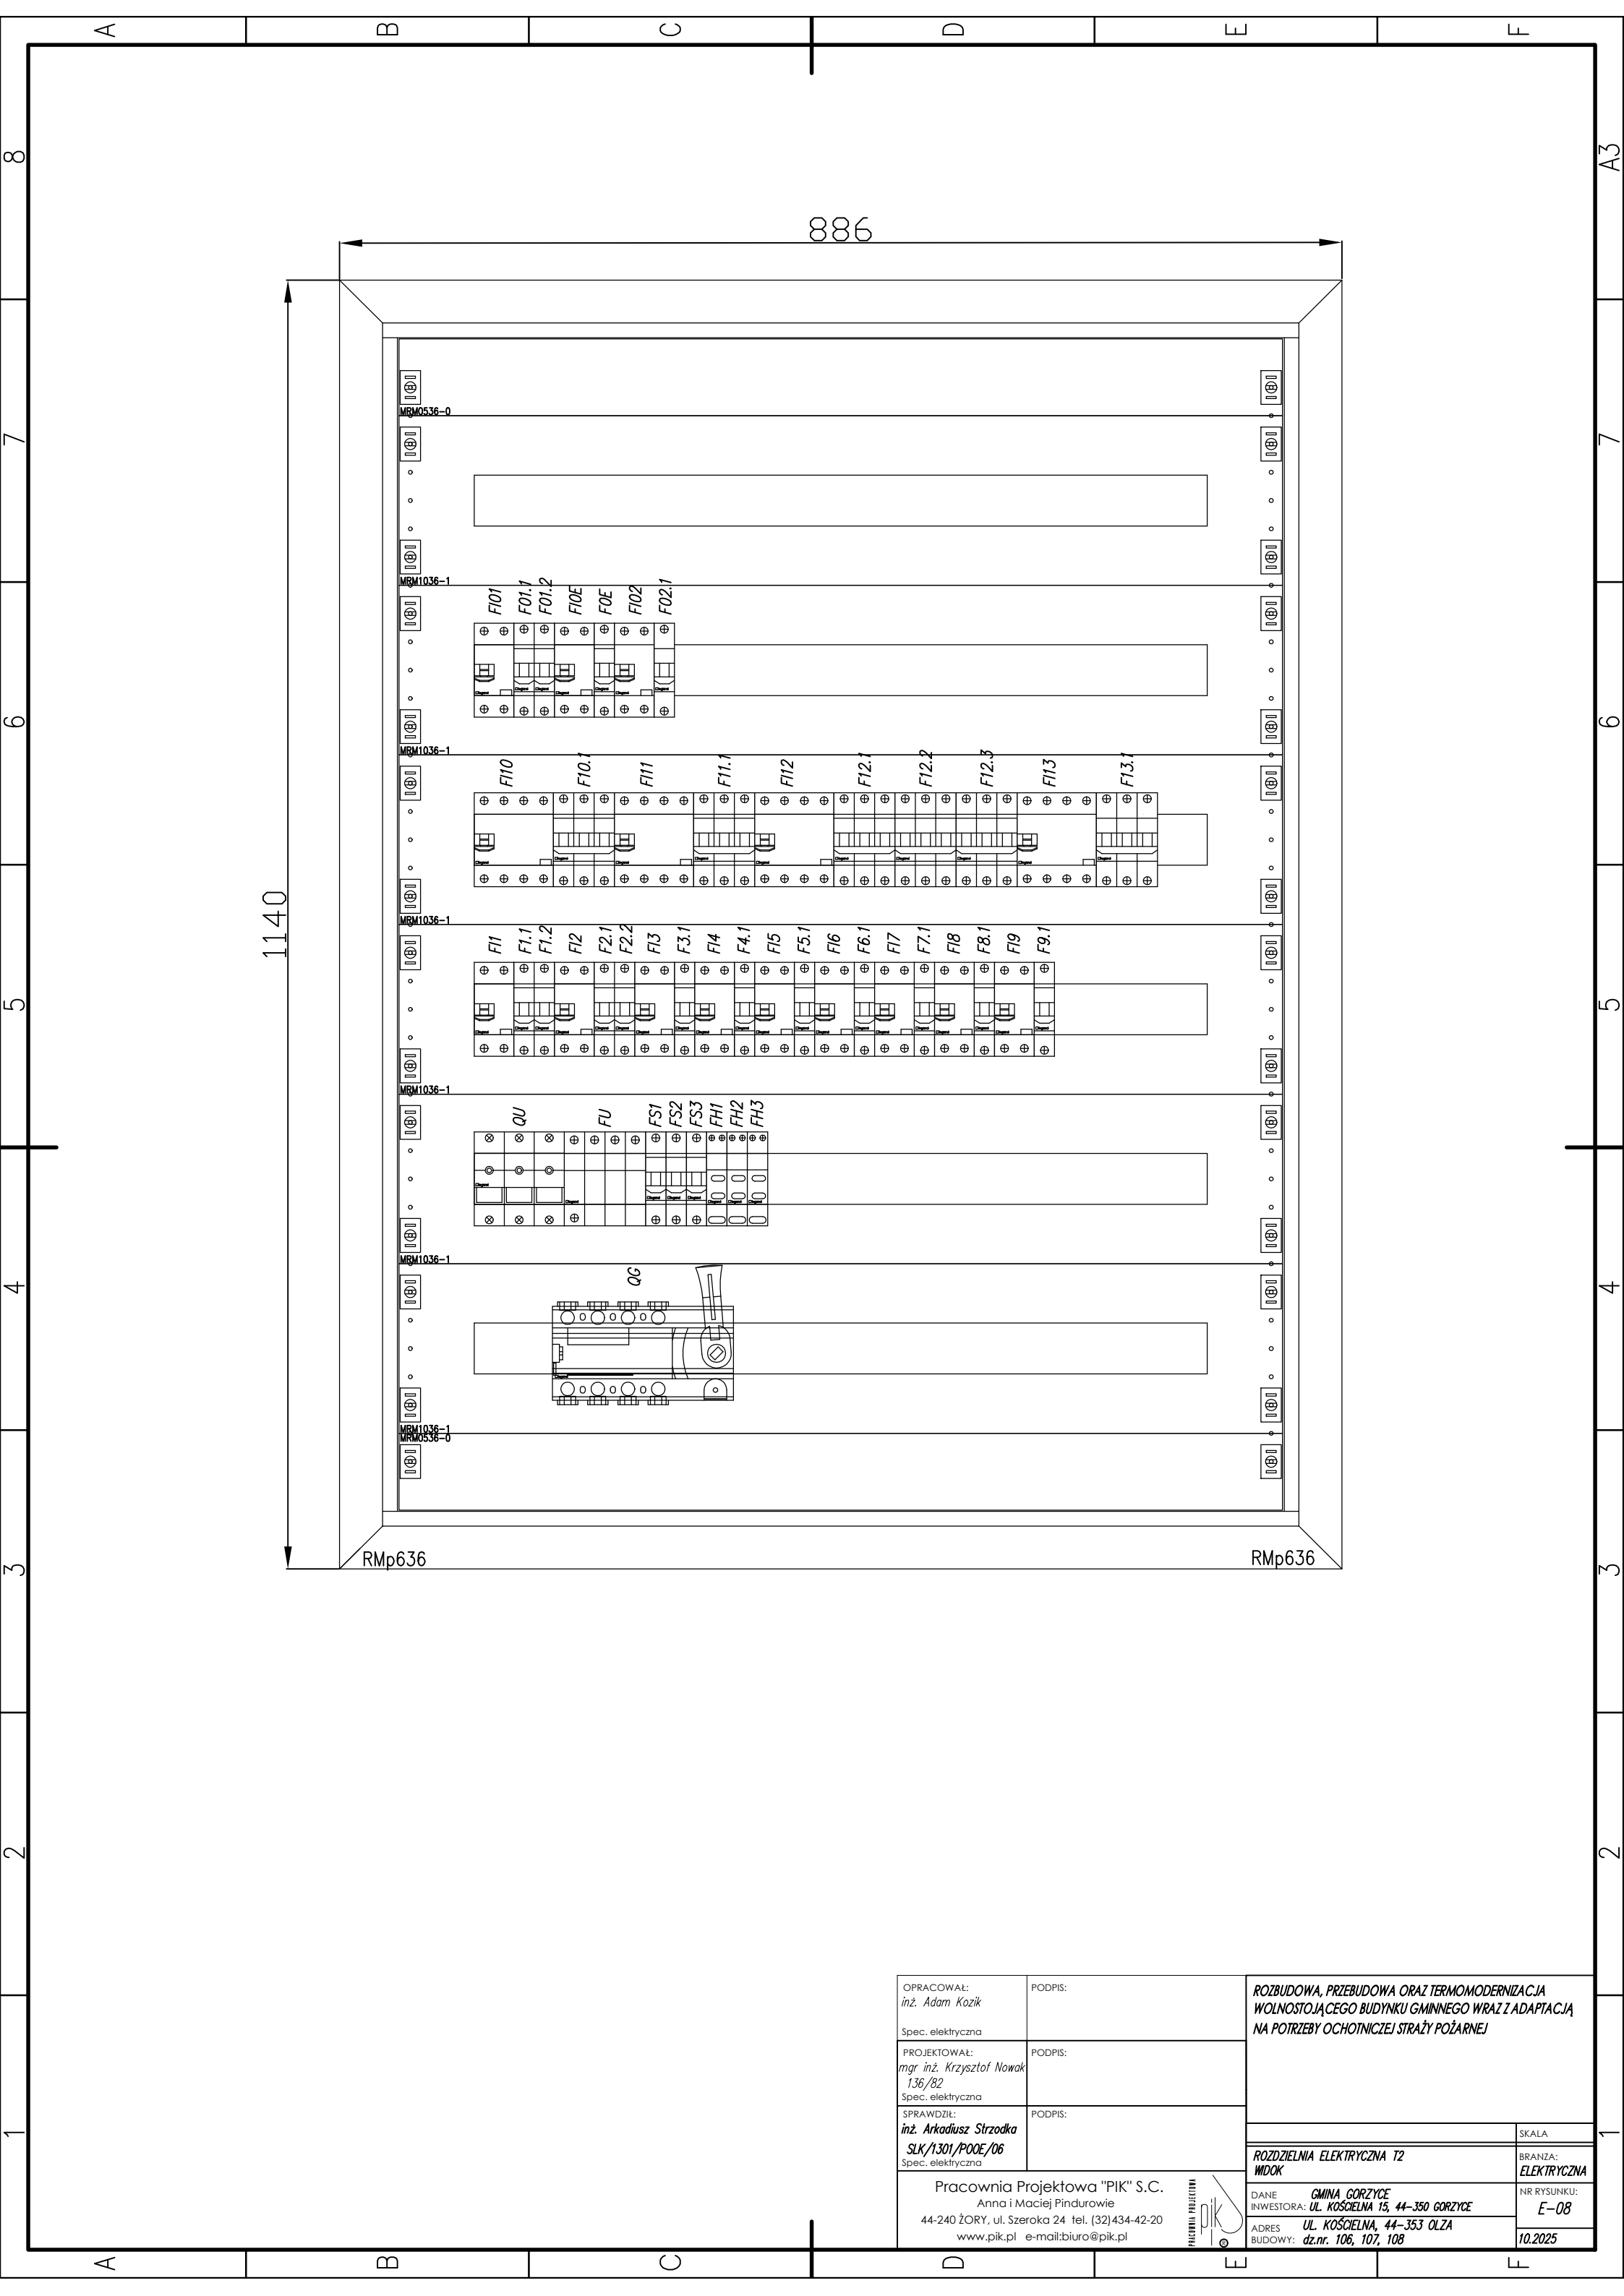 A B C D E F
8 A3
886
MRM0536-0
7 7
MRM1036-1
FI01 F01.1 F01.2 FI0E F0E FI02 F02.1
6 6
MRM1036-1
FI10 F10.1 FI11 F11.1 FI12 F12.1 F12.2 F12.3 FI13 F13.1
1140
MRM1036-1
FI1 F1.1 F1.2 FI2 F2.1 F2.2 FI3 F3.1 FI4 F4.1 FI5 F5.1 FI6 F6.1 FI7 F7.1 FI8 F8.1 FI9 F9.1
5 5
MRM1036-1
QU FU FS1 FS2 FS3 FH1 FH2 FH3
MRM1036-1
QG
4 4
MRM1036-1
MRM0536-0
RMp636 RMp636
3 3
2 2
OPRACOWAŁ:
inż. Adam Kozik
Spec. elektryczna
PODPIS:
PROJEKTOWAŁ:
mgr inż. Krzysztof Nowak
136/82
Spec. elektryczna
PODPIS:
SPRAWDZIŁ:
inż. Arkadiusz Strzodka
SLK/1301/POOE/06
Spec. elektryczna
PODPIS:
Pracownia Projektowa "PIK" S.C.
Anna i Maciej Pindurowie
44-240 ŻORY, ul. Szeroka 24 tel. (32)434-42-20
www.pik.pl e-mail:biuro@pik.pl
PRACOWNIA PROJEKTOWA
pik
®
ROZBUDOWA, PRZEBUDOWA ORAZ TERMOMODERNIZACJA
WOLNOSTOJĄCEGO BUDYNKU GMINNEGO WRAZ Z ADAPTACJĄ
NA POTRZEBY OCHOTNICZEJ STRAŻY POŻARNEJ
SKALA
ROZDZIELNIA ELEKTRYCZNA T2
WIDOK
BRANŻA:
ELEKTRYCZNA
DANE GMINA GORZYCE
INWESTORA: UL. KOŚCIELNA 15, 44-350 GORZYCE
NR RYSUNKU:
E-08
ADRES UL. KOŚCIELNA, 44-353 OLZA
BUDOWY: dz.nr. 106, 107, 108
10.2025
1 1
A B C D E F